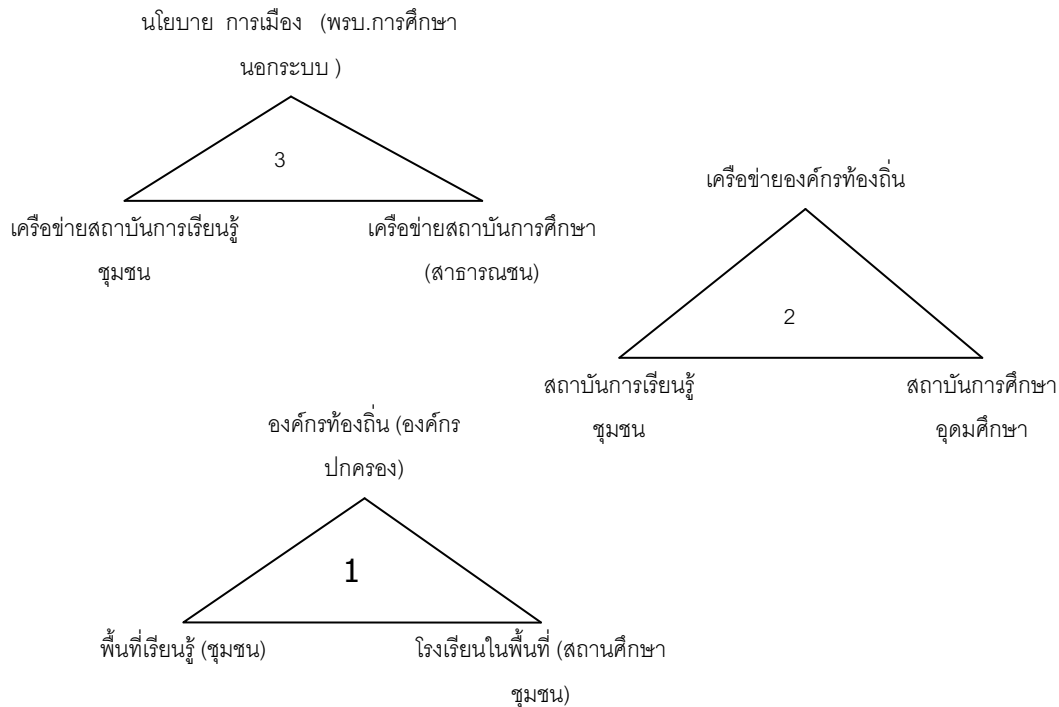 นโยบาย การเมือง (พรบ.การศึกษา
นอกระบบ )
3
เครือข่ายสถาบันการเรียนรู้
ชุมชน
เครือข่ายสถาบันการศึกษา
(สาธารณชน)
เครือข่ายองค์กรท้องถิ่น
2
สถาบันการเรียนรู้
ชุมชน
สถาบันการศึกษา
อุดมศึกษา
องค์กรท้องถิ่น (องค์กร
ปกครอง)
1
พื้นที่เรียนรู้ (ชุมชน)
โรงเรียนในพื้นที่ (สถานศึกษา
ชุมชน)